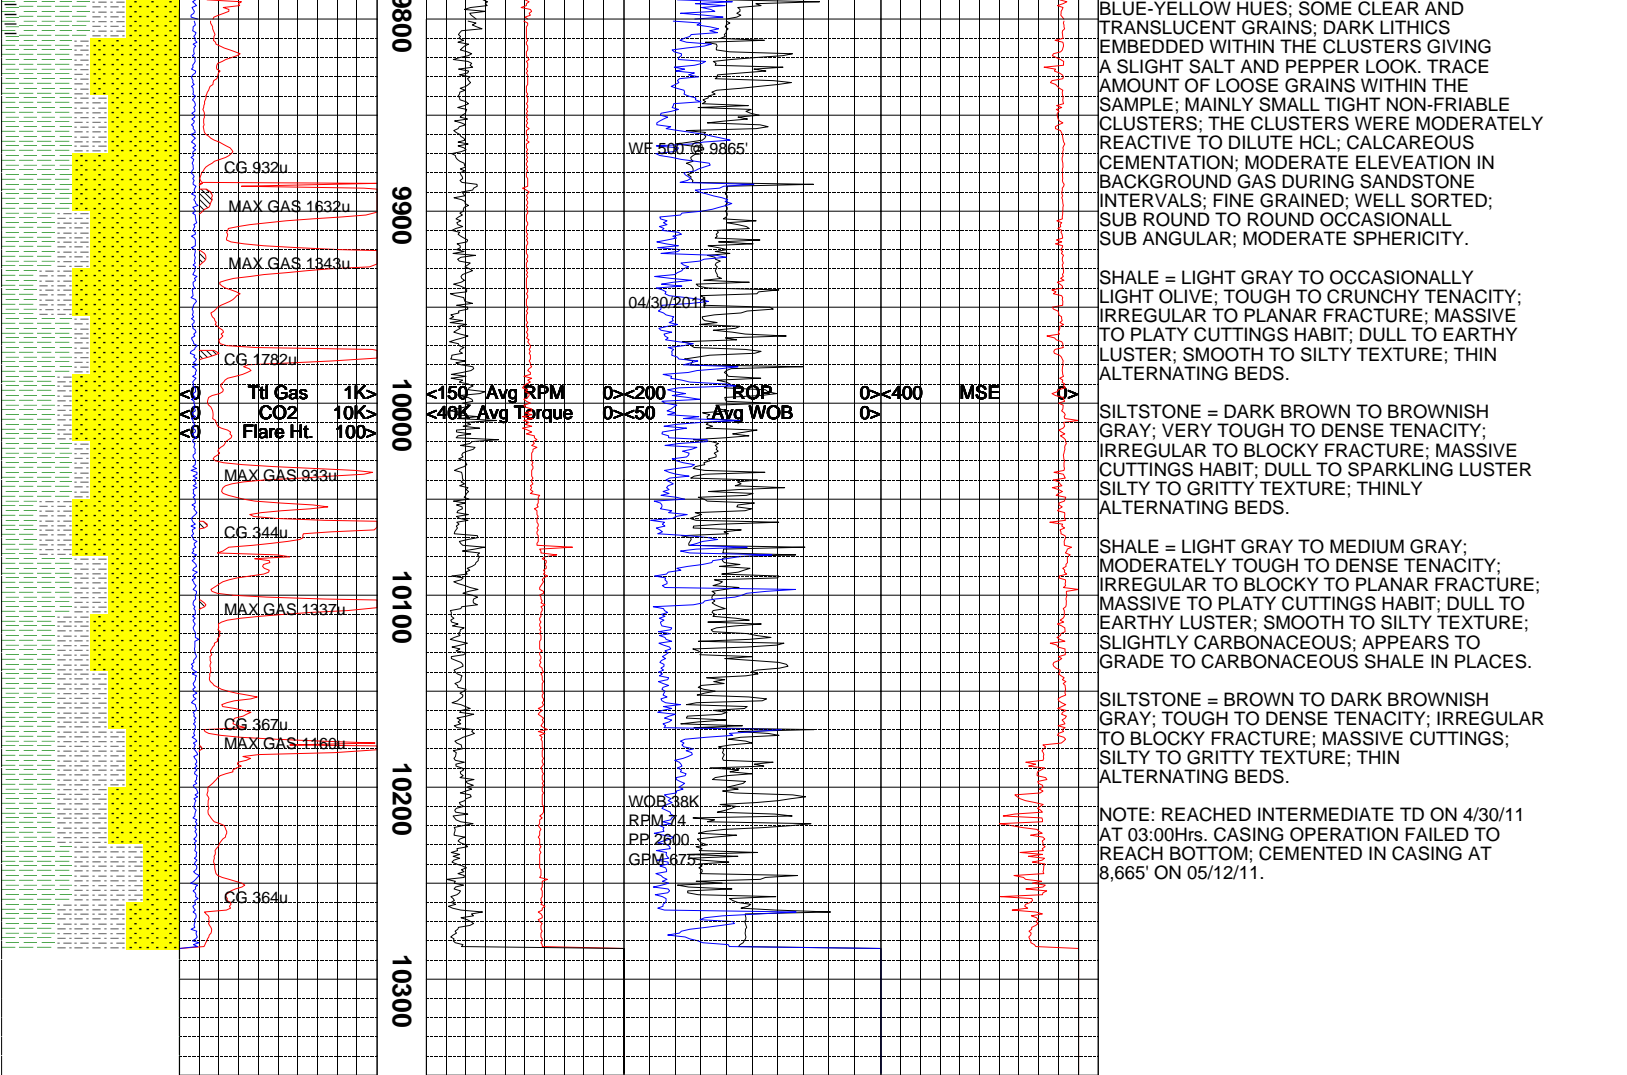 9800
CG 932u
MAX GAS 1632u
9900
MAX GAS 1343u
CG 1782u
<0 Ttl Gas 1K>
<0 CO2 10K>
<0 Flare Ht. 100>
10000
MAX GAS 933u
CG 344u
10100
MAX GAS 1337u
CG 367u
MAX GAS 1160u
10200
CG 364u
10300
<150 Avg RPM 0>
<40K Avg Torque 0>
WF 500 @ 9865'
04/30/2011
<200 ROP 0>
<50 Avg WOB 0>
<400 MSE 0>
WOB 38K
RPM 74
PP 2600
GPM 675
BLUE-YELLOW HUES; SOME CLEAR AND
TRANSLUCENT GRAINS; DARK LITHICS
EMBEDDED WITHIN THE CLUSTERS GIVING
A SLIGHT SALT AND PEPPER LOOK. TRACE
AMOUNT OF LOOSE GRAINS WITHIN THE
SAMPLE; MAINLY SMALL TIGHT NON-FRIABLE
CLUSTERS; THE CLUSTERS WERE MODERATELY
REACTIVE TO DILUTE HCL; CALCAREOUS
CEMENTATION; MODERATE ELEVEATION IN
BACKGROUND GAS DURING SANDSTONE
INTERVALS; FINE GRAINED; WELL SORTED;
SUB ROUND TO ROUND OCCASIONALL
SUB ANGULAR; MODERATE SPHERICITY.
SHALE = LIGHT GRAY TO OCCASIONALLY
LIGHT OLIVE; TOUGH TO CRUNCHY TENACITY;
IRREGULAR TO PLANAR FRACTURE; MASSIVE
TO PLATY CUTTINGS HABIT; DULL TO EARTHY
LUSTER; SMOOTH TO SILTY TEXTURE; THIN
ALTERNATING BEDS.
SILTSTONE = DARK BROWN TO BROWNISH
GRAY; VERY TOUGH TO DENSE TENACITY;
IRREGULAR TO BLOCKY FRACTURE; MASSIVE
CUTTINGS HABIT; DULL TO SPARKLING LUSTER
SILTY TO GRITTY TEXTURE; THINLY
ALTERNATING BEDS.
SHALE = LIGHT GRAY TO MEDIUM GRAY;
MODERATELY TOUGH TO DENSE TENACITY;
IRREGULAR TO BLOCKY TO PLANAR FRACTURE;
MASSIVE TO PLATY CUTTINGS HABIT; DULL TO
EARTHY LUSTER; SMOOTH TO SILTY TEXTURE;
SLIGHTLY CARBONACEOUS; APPEARS TO
GRADE TO CARBONACEOUS SHALE IN PLACES.
SILTSTONE = BROWN TO DARK BROWNISH
GRAY; TOUGH TO DENSE TENACITY; IRREGULAR
TO BLOCKY FRACTURE; MASSIVE CUTTINGS;
SILTY TO GRITTY TEXTURE; THIN
ALTERNATING BEDS.
NOTE: REACHED INTERMEDIATE TD ON 4/30/11
AT 03:00Hrs. CASING OPERATION FAILED TO
REACH BOTTOM; CEMENTED IN CASING AT
8,665' ON 05/12/11.